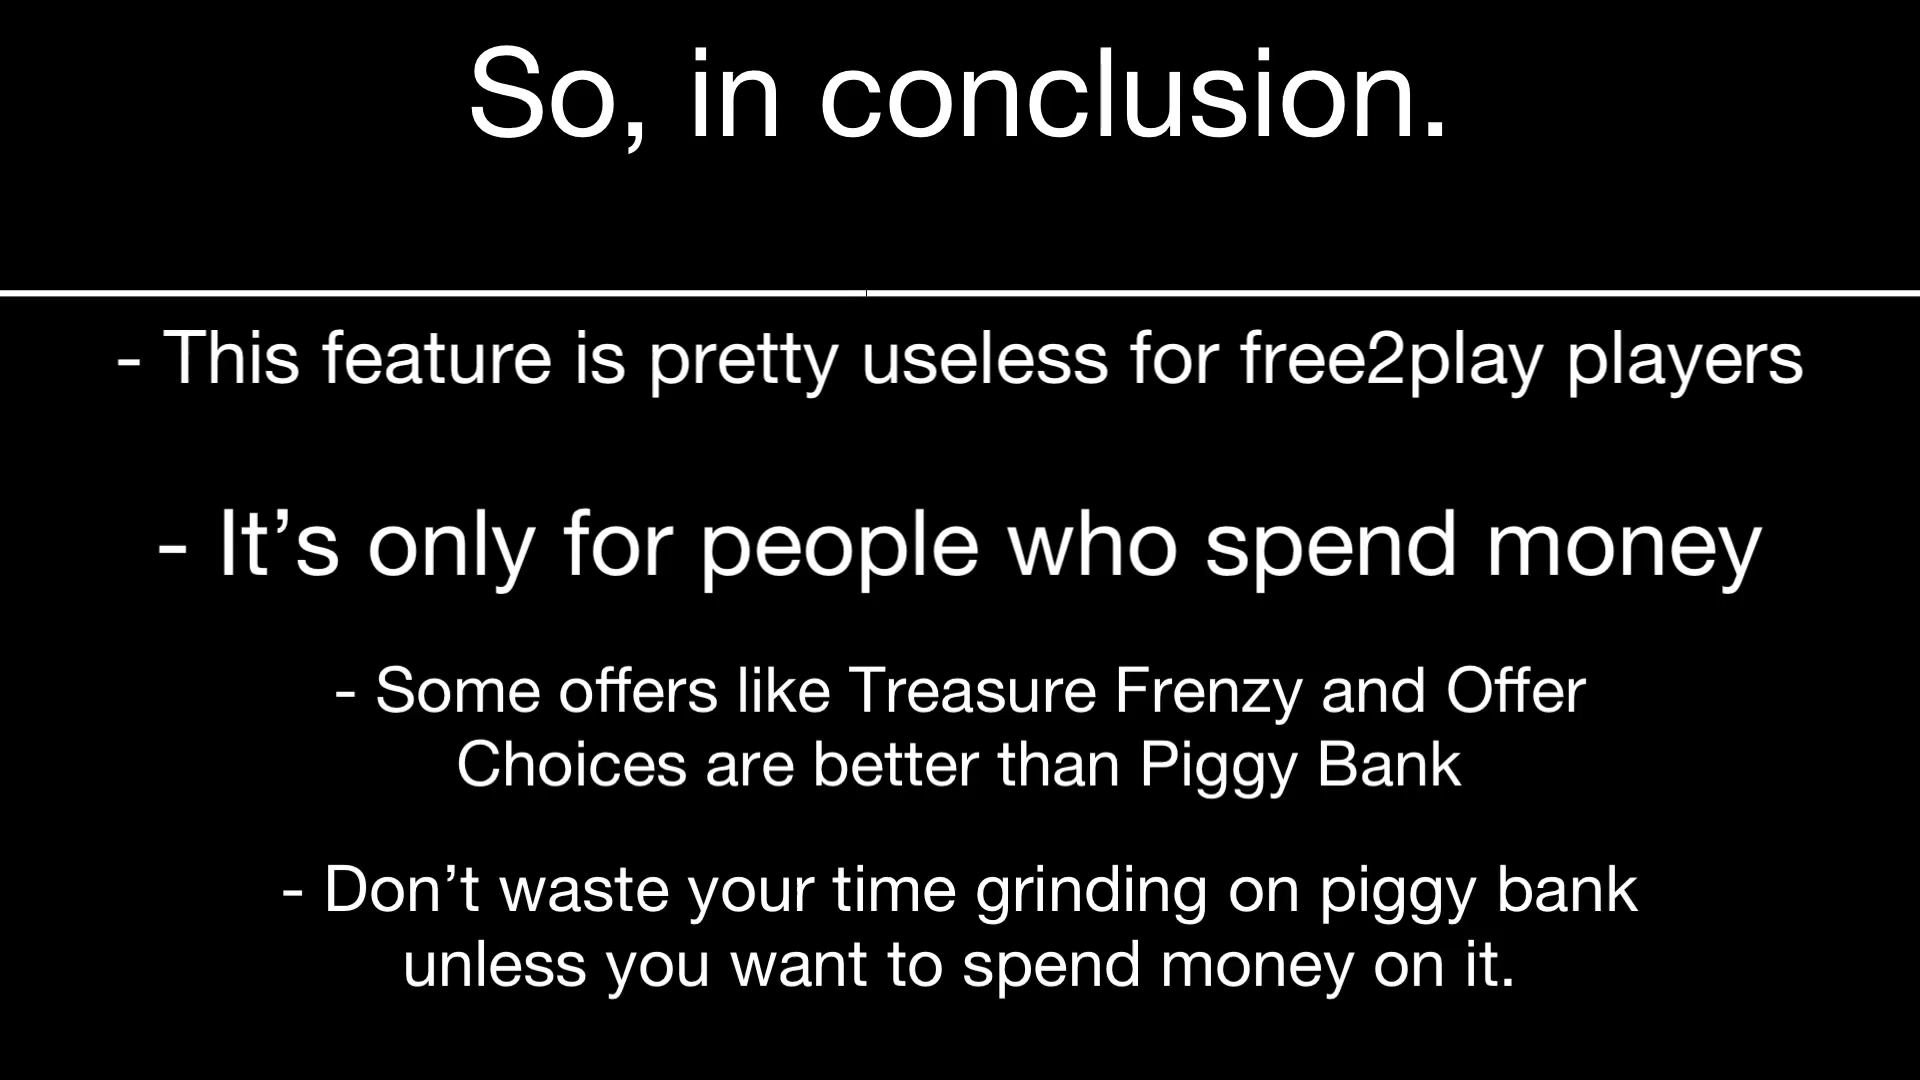 So, in conclusion.
- This feature is pretty useless for free2play players
- It’s only for people who spend money
- Some offers like Treasure Frenzy and Offer
Choices are better than Piggy Bank
- Don’t waste your time grinding on piggy bank
unless you want to spend money on it.